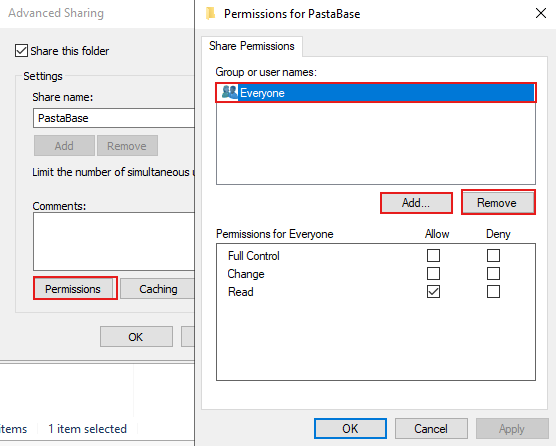 Advanced Sharing
Share this folder
Settings
Share name:
PastaBase
Add
Remove
Limit the number of simultaneous
Comments:
Permissions
Caching
OK
items
1 item selected
Permissions for PastaBase
Share Permissions
Group or user names:
Everyone
Add...
Remove
Permissions for Everyone
Allow
Deny
Full Control
Change
Read
OK
Cancel
Apply